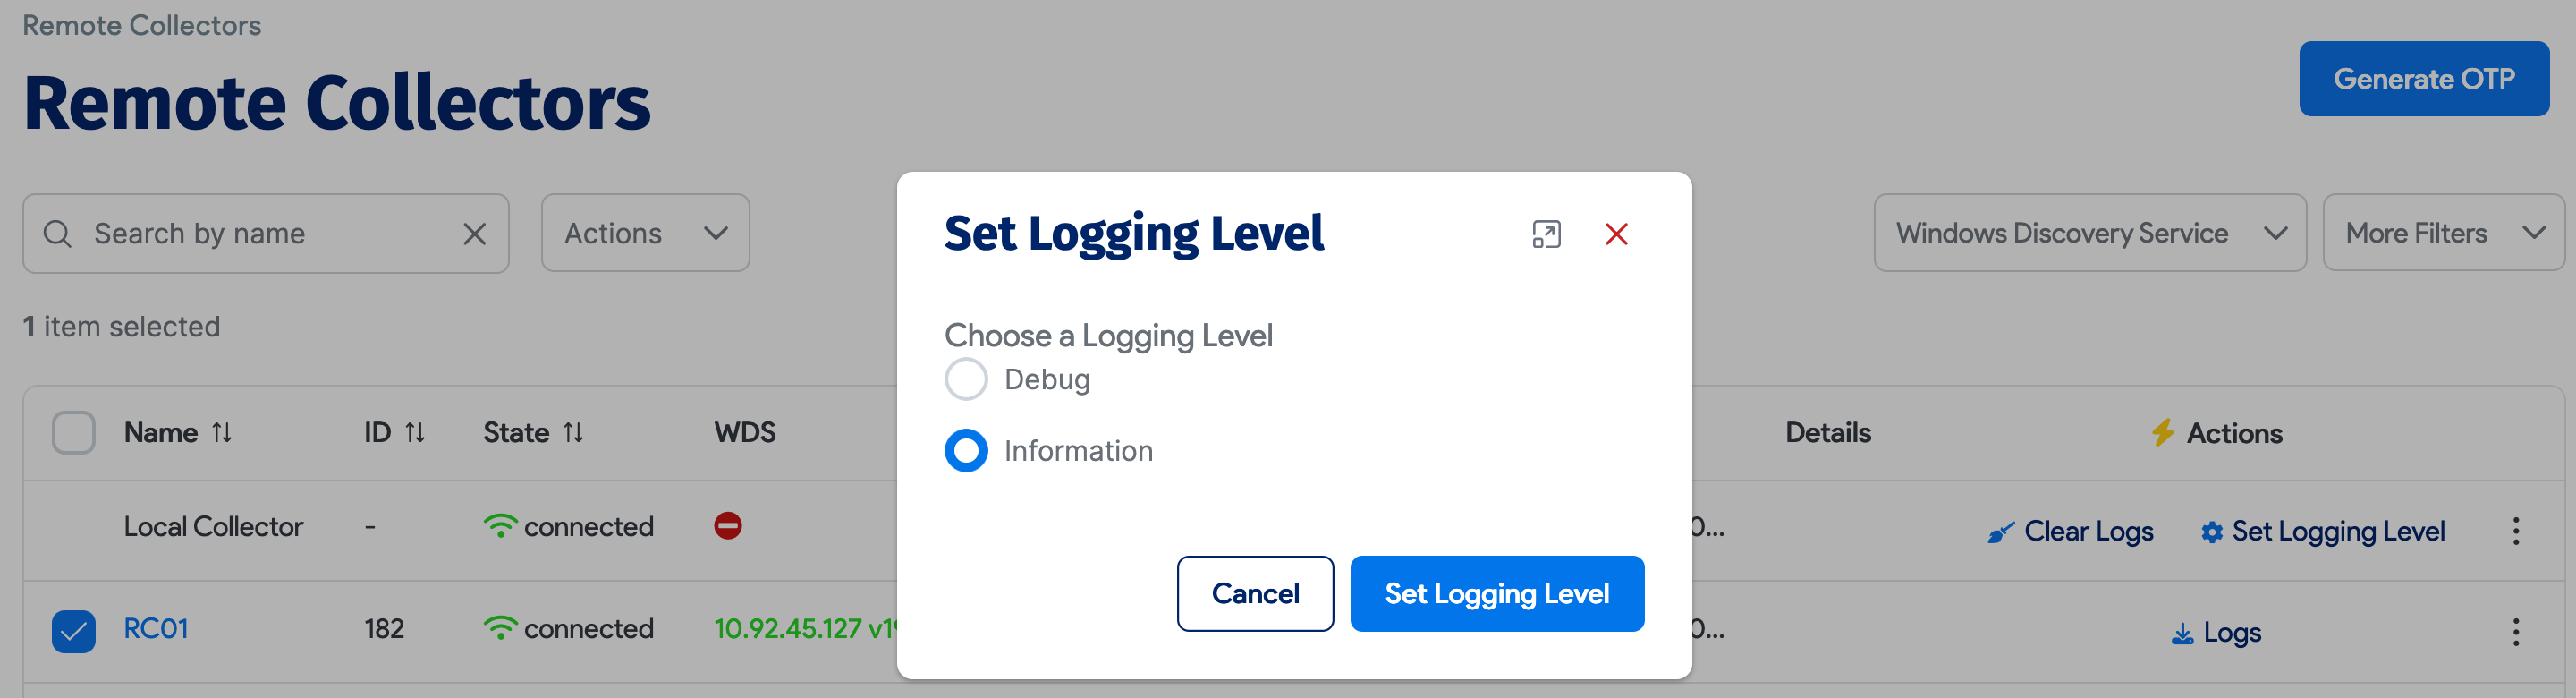 Remote Collectors
Remote Collectors
Generate OTP
Search by name
Actions
Windows Discovery Service
More Filters
1 item selected
Set Logging Level
Choose a Logging Level
Debug
Information
Cancel
Set Logging Level
Name ID State WDS Details Actions
Local Collector - connected 0... Clear Logs Set Logging Level
RC01 182 connected 10.92.45.127 0... Logs